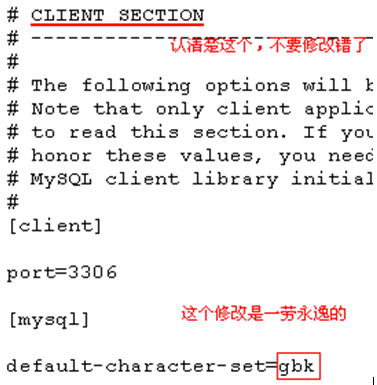 # CLIENT SECTION
# ----------------------
认清楚这个，不要修改错了
#
# The following options will b
# Note that only client applic
# to read this section. If you
# honor these values, you need
# MySQL client library initial
#
[client]
port=3306
[mysql]
这个修改是一劳永逸的
default-character-set=gbk